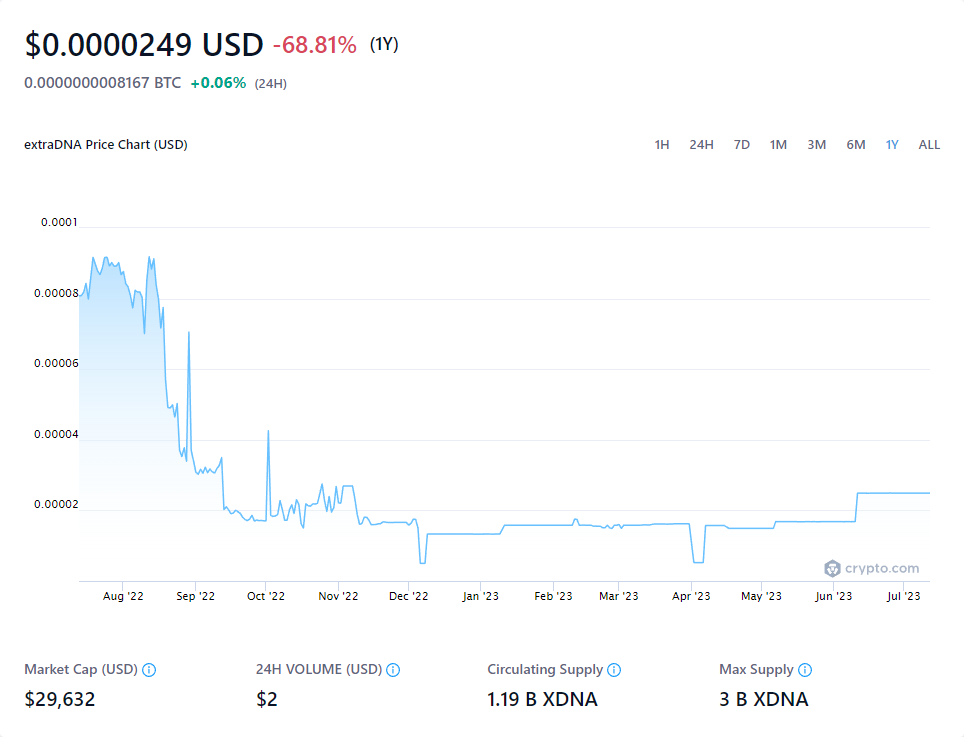 $0.0000249 USD -68.81% (1Y)
0.0000000008167 BTC +0.06% (24H)
extraDNA Price Chart (USD) 1H 24H 7D 1M 3M 6M 1Y ALL
0.0001
0.00008
0.00006
0.00004
0.00002
crypto.com
Aug '22 Sep '22 Oct '22 Nov '22 Dec '22 Jan '23 Feb '23 Mar '23 Apr '23 May '23 Jun '23 Jul '23
Market Cap (USD) 24H VOLUME (USD) Circulating Supply Max Supply
$29,632 $2 1.19 B XDNA 3 B XDNA